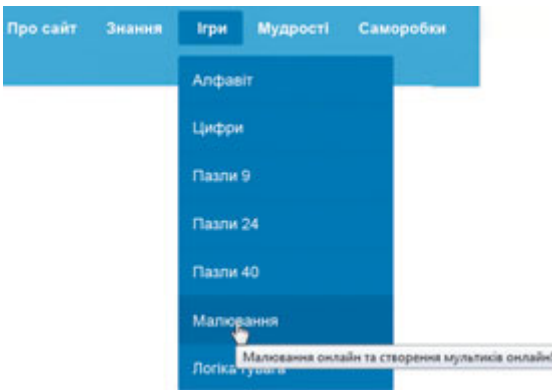 Про сайт Знання Ігри Мудрості Саморобки
Алфавіт
Цифри
Пазли 9
Пазли 24
Пазли 40
Малювання
Малювання онлайн та створення мультиків онлайн!
Логіка